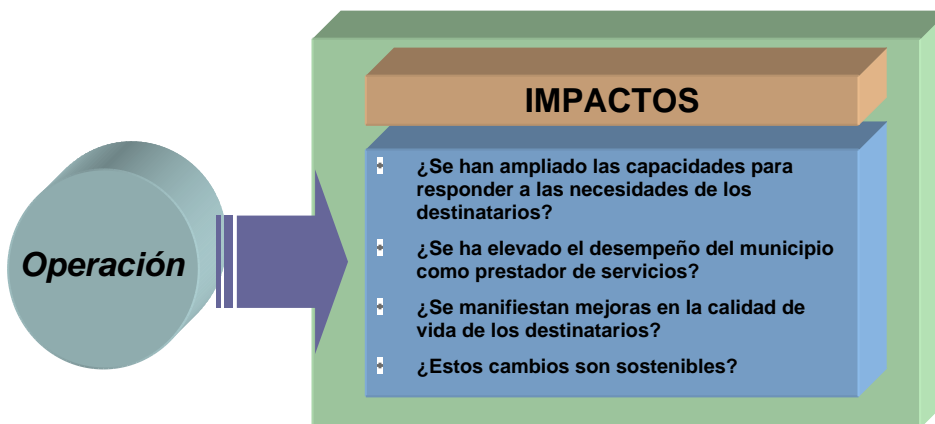 IMPACTOS
¿Se han ampliado las capacidades para
responder a las necesidades de los
destinatarios?
Operación
¿Se ha elevado el desempeño del municipio
como prestador de servicios?
¿Se manifiestan mejoras en la calidad de
vida de los destinatarios?
¿Estos cambios son sostenibles?